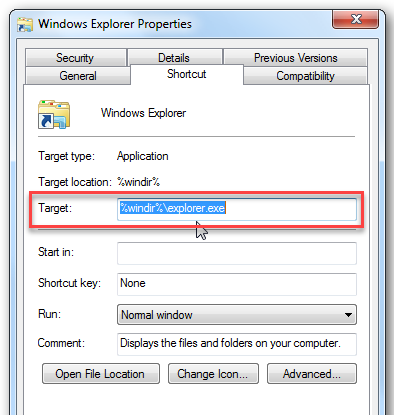 Windows Explorer Properties
Security Details Previous Versions
General Shortcut Compatibility
Windows Explorer
Target type: Application
Target location: %windir%
Target: %windir%\explorer.exe
Start in:
Shortcut key: None
Run: Normal window
Comment: Displays the files and folders on your computer.
Open File Location Change Icon... Advanced...